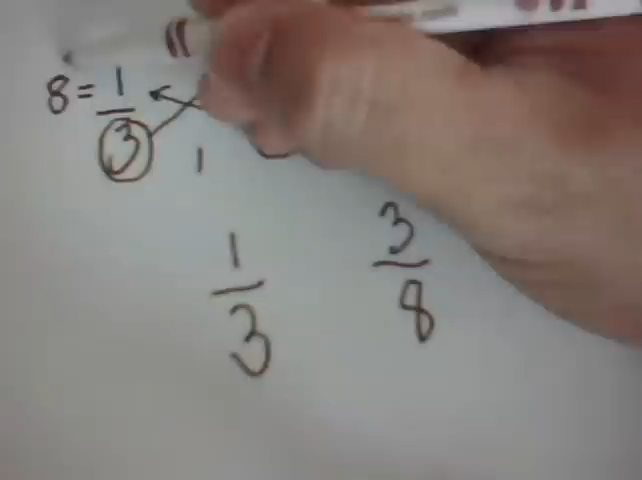 8 = 1/3
1
1/3 3/8